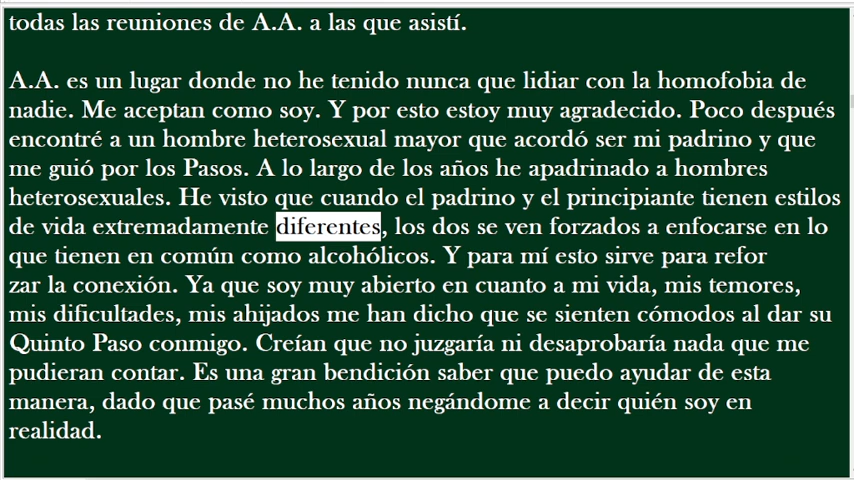 todas las reuniones de A.A. a las que asistí.
A.A. es un lugar donde no he tenido nunca que lidiar con la homofobia de
nadie. Me aceptan como soy. Y por esto estoy muy agradecido. Poco después
encontré a un hombre heterosexual mayor que acordó ser mi padrino y que
me guió por los Pasos. A lo largo de los años he apadrinado a hombres
heterosexuales. He visto que cuando el padrino y el principiante tienen estilos
de vida extremadamente diferentes, los dos se ven forzados a enfocarse en lo
que tienen en común como alcohólicos. Y para mí esto sirve para refor
zar la conexión. Ya que soy muy abierto en cuanto a mi vida, mis temores,
mis dificultades, mis ahijados me han dicho que se sienten cómodos al dar su
Quinto Paso conmigo. Creían que no juzgaría ni desaprobaría nada que me
pudieran contar. Es una gran bendición saber que puedo ayudar de esta
manera, dado que pasé muchos años negándome a decir quién soy en
realidad.